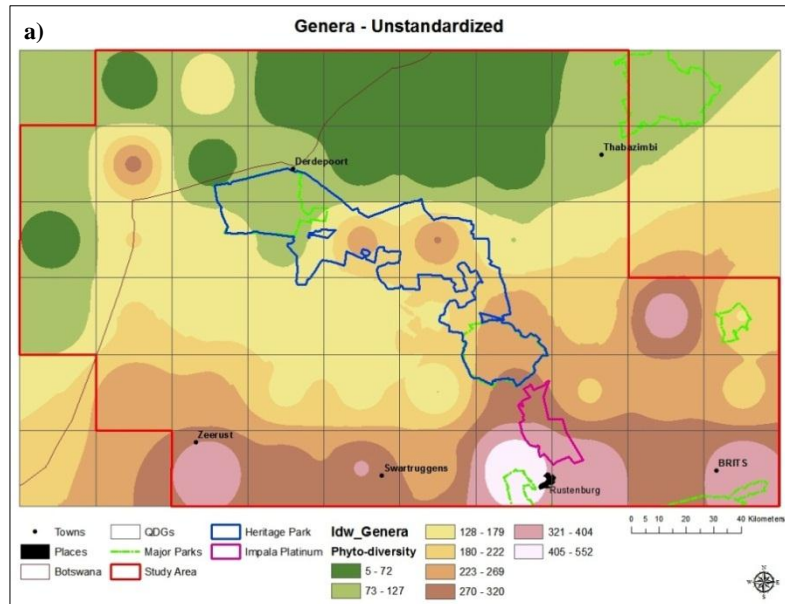 Genera - Unstandardized
a)
Thabazimbi
Derdepoort
Zeerust
Swartruggens
BRITS
Rustenburg
Towns QDGs Heritage Park Idw_Genera 128 - 179 321 - 404 0 5 10 20 30 40 Kilometers
Places Major Parks Impala Platinum Phyto-diversity 180 - 222 405 - 552
Botswana Study Area 5 - 72 223 - 269
73 - 127 270 - 320